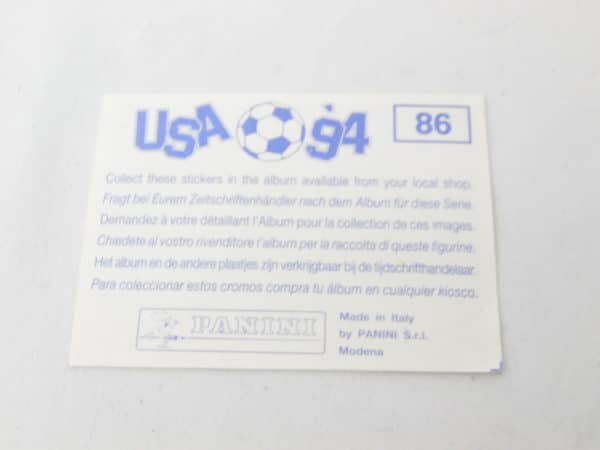 USA 94
86
Collect these stickers in the album available from your local shop.
Fragt bei Eurem Zeitschriftenhändler nach dem Album für diese Serie.
Demandez à votre détaillant l'Album pour la collection de ces images.
Chiedete al vostro rivenditore l'album per la raccolta di queste figurine.
Het album en de andere plaatjes zijn verkrijgbaar bij de tijdschrifthandelaar.
Para coleccionar estos cromos compra tu álbum en cualquier kiosco.
PANINI
Made in Italy
by PANINI S.r.l.
Modena